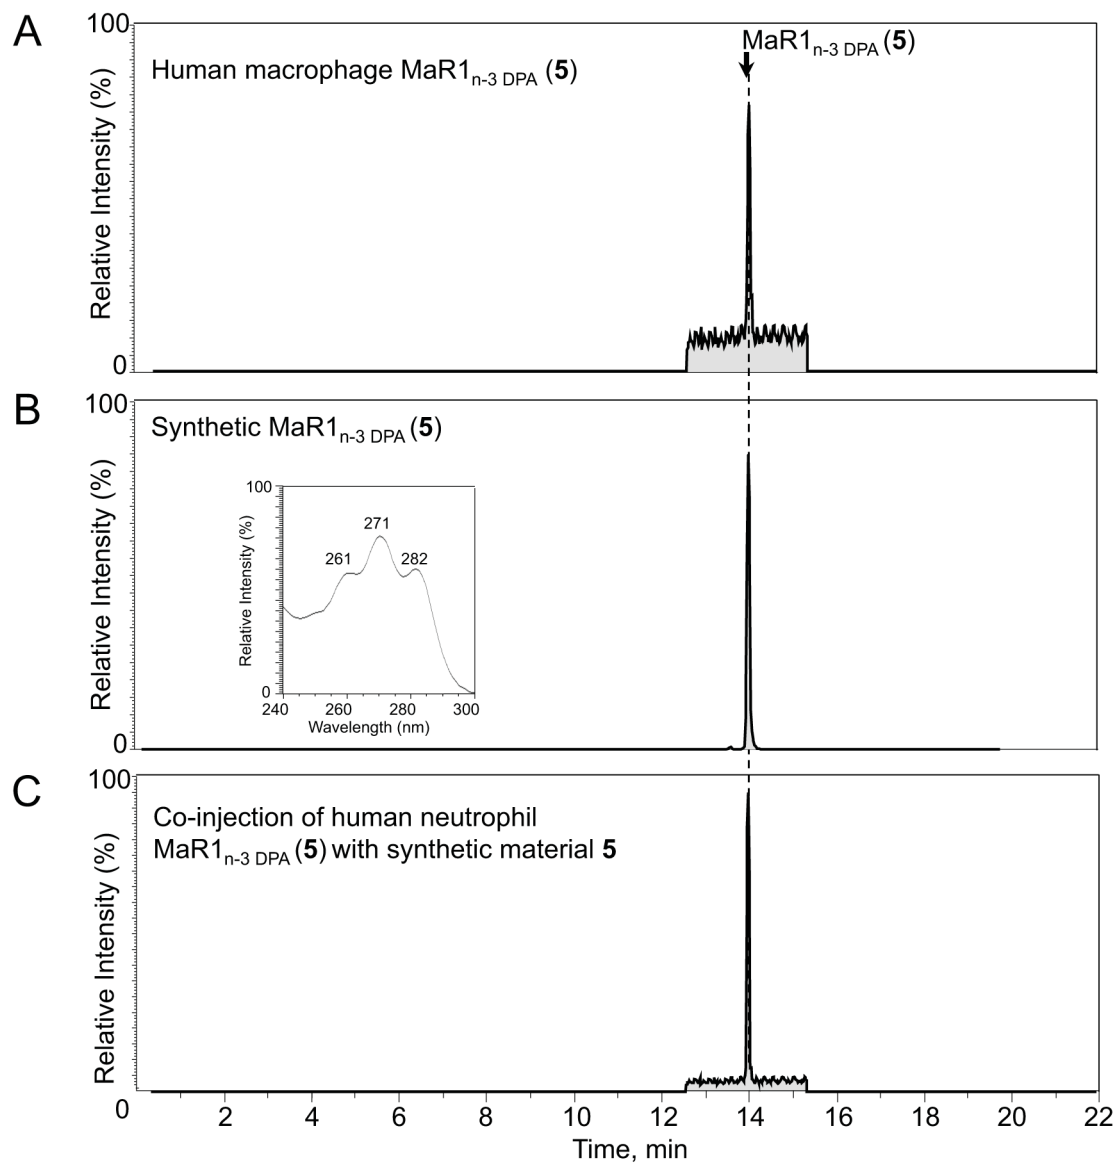 A
100
MaR1n-3 DPA (5)
Human macrophage MaR1n-3 DPA (5)
Relative Intensity (%)
0
B
100
Synthetic MaR1n-3 DPA (5)
Relative Intensity (%)
100
271
261
282
Relative Intensity (%)
0
240
260
280
300
Wavelength (nm)
0
C
100
Co-injection of human neutrophil
MaR1n-3 DPA (5) with synthetic material 5
Relative Intensity (%)
0
2
4
6
8
10
12
14
16
18
20
22
Time, min